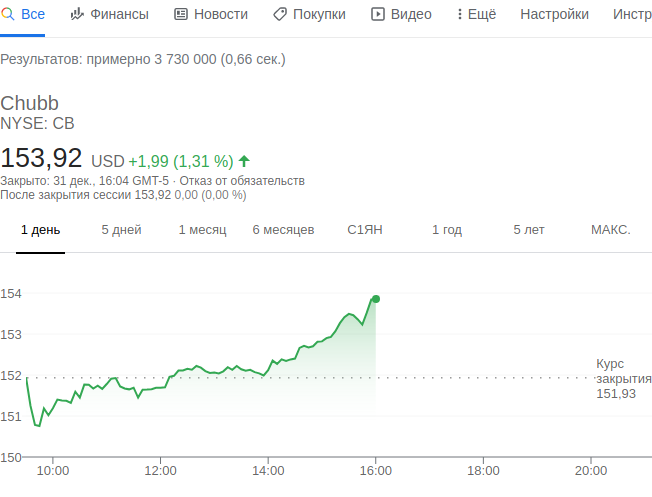 Все Финансы Новости Покупки Видео Ещё Настройки Инстр
Результатов: примерно 3 730 000 (0,66 сек.)
Chubb
NYSE: CB
153,92 USD +1,99 (1,31 %)
Закрыто: 31 дек., 16:04 GMT-5 · Отказ от обязательств
После закрытия сессии 153,92 0,00 (0,00 %)
1 день 5 дней 1 месяц 6 месяцев С1ЯН 1 год 5 лет МАКС.
154
153
152
151
150
Курс
закрытия
151,93
10:00 12:00 14:00 16:00 18:00 20:00